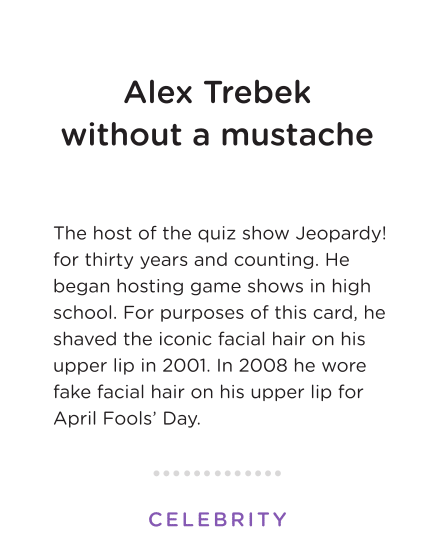 Alex Trebek
without a mustache
The host of the quiz show Jeopardy!
for thirty years and counting. He
began hosting game shows in high
school. For purposes of this card, he
shaved the iconic facial hair on his
upper lip in 2001. In 2008 he wore
fake facial hair on his upper lip for
April Fools’ Day.
CELEBRITY